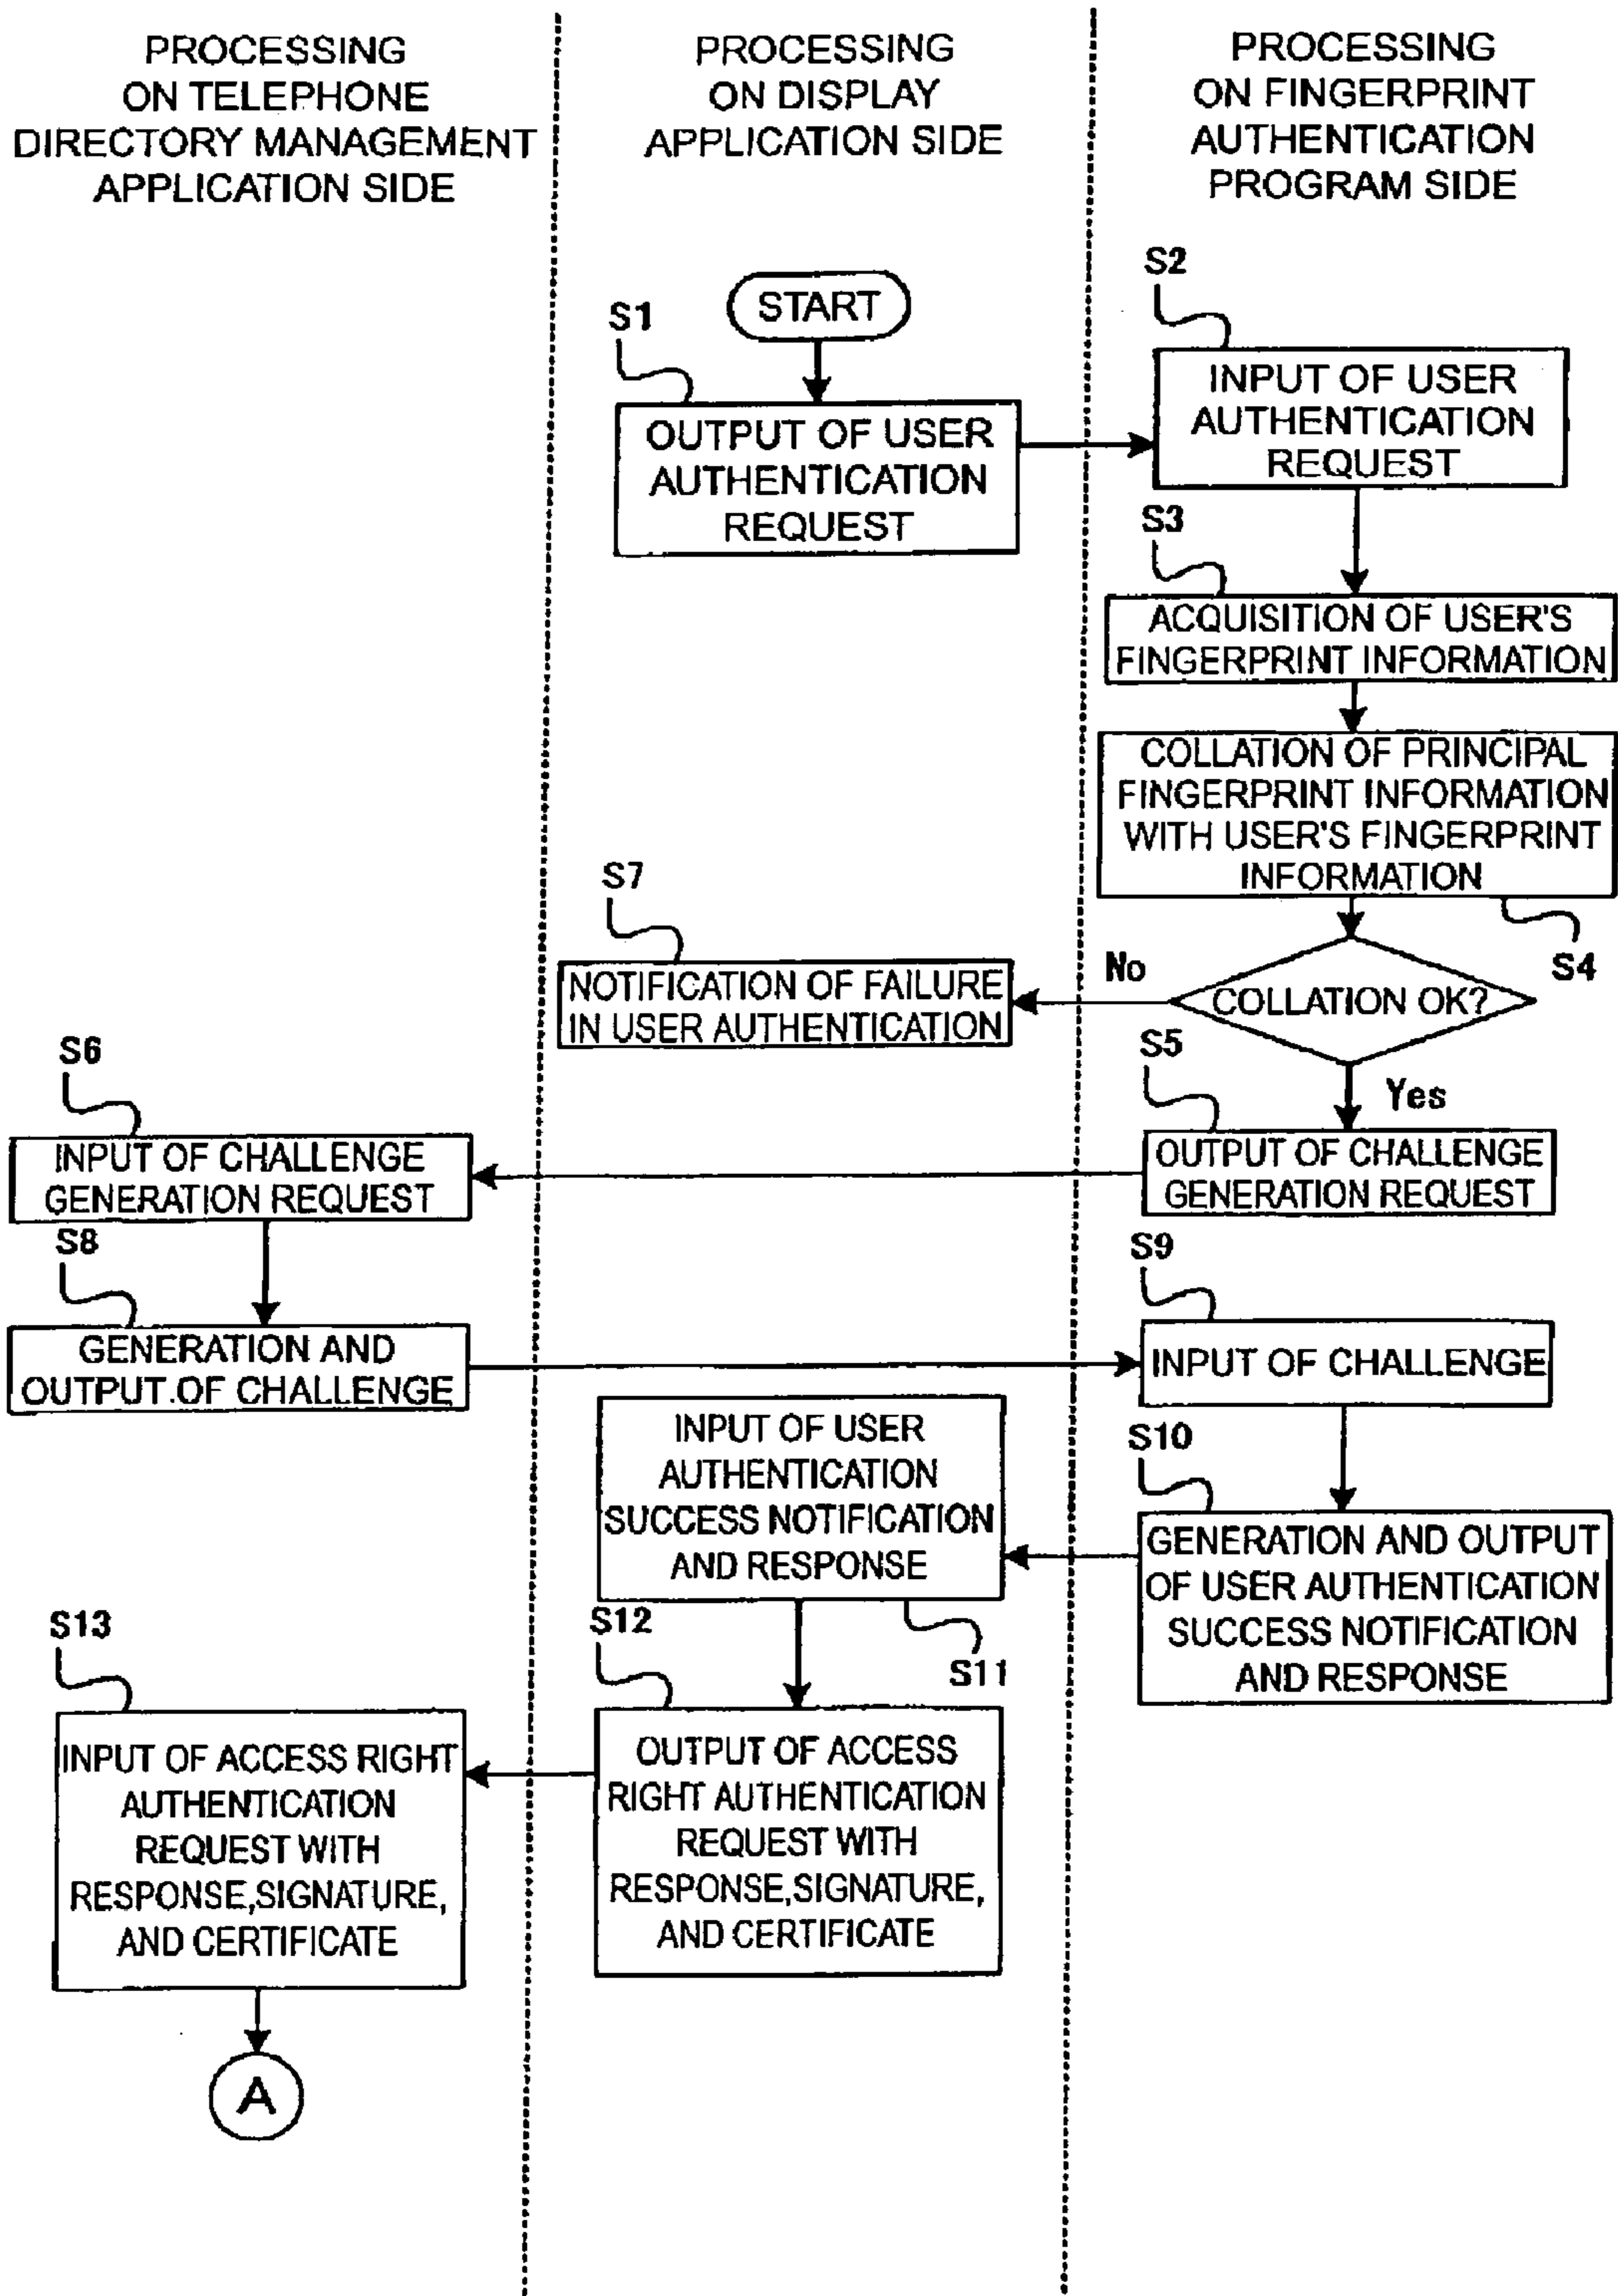 PROCESSING
ON TELEPHONE
DIRECTORY MANAGEMENT
APPLICATION SIDE
PROCESSING
ON DISPLAY
APPLICATION SIDE
PROCESSING
ON FINGERPRINT
AUTHENTICATION
PROGRAM SIDE
START
S1
OUTPUT OF USER
AUTHENTICATION
REQUEST
S2
INPUT OF USER
AUTHENTICATION
REQUEST
S3
ACQUISITION OF USER'S
FINGERPRINT INFORMATION
COLLATION OF PRINCIPAL
FINGERPRINT INFORMATION
WITH USER'S FINGERPRINT
INFORMATION
S4
COLLATION OK?
No
S7
NOTIFICATION OF FAILURE
IN USER AUTHENTICATION
Yes
S5
OUTPUT OF CHALLENGE
GENERATION REQUEST
S6
INPUT OF CHALLENGE
GENERATION REQUEST
S8
GENERATION AND
OUTPUT.OF CHALLENGE
S9
INPUT OF CHALLENGE
S10
GENERATION AND OUTPUT
OF USER AUTHENTICATION
SUCCESS NOTIFICATION
AND RESPONSE
INPUT OF USER
AUTHENTICATION
SUCCESS NOTIFICATION
AND RESPONSE
S11
S12
OUTPUT OF ACCESS
RIGHT AUTHENTICATION
REQUEST WITH
RESPONSE,SIGNATURE,
AND CERTIFICATE
S13
INPUT OF ACCESS RIGHT
AUTHENTICATION
REQUEST WITH
RESPONSE,SIGNATURE,
AND CERTIFICATE
A